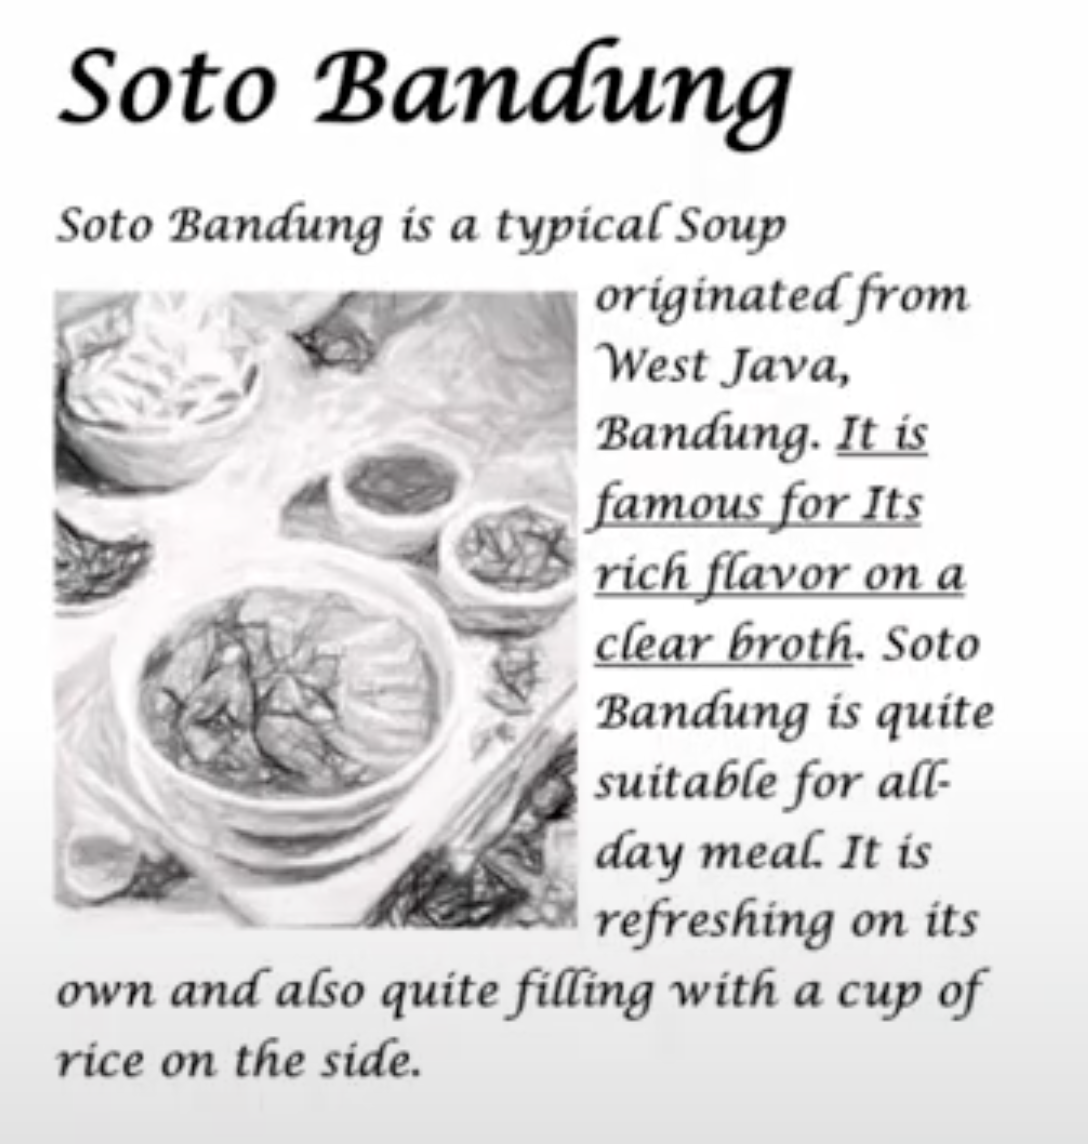 Soto Bandung
Soto Bandung is a typical Soup
originated from
West Java,
Bandung. It is
famous for Its
rich flavor on a
clear broth. Soto
Bandung is quite
suitable for all-
day meal. It is
refreshing on its
own and also quite filling with a cup of
rice on the side.